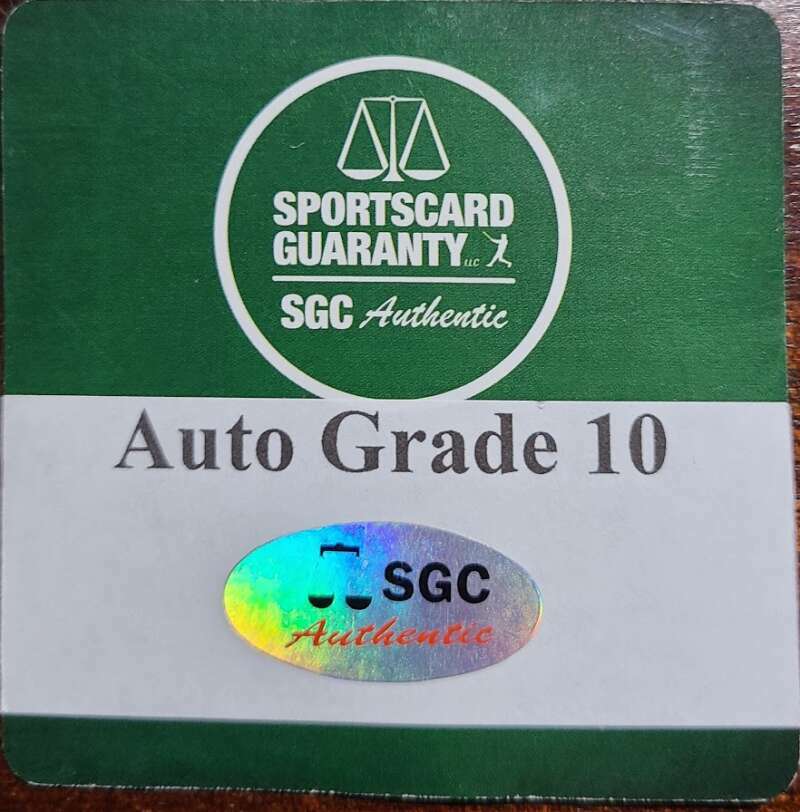 SPORTSCARD
GUARANTY LLC
SGC Authentic
Auto Grade 10
SGC
Authentic